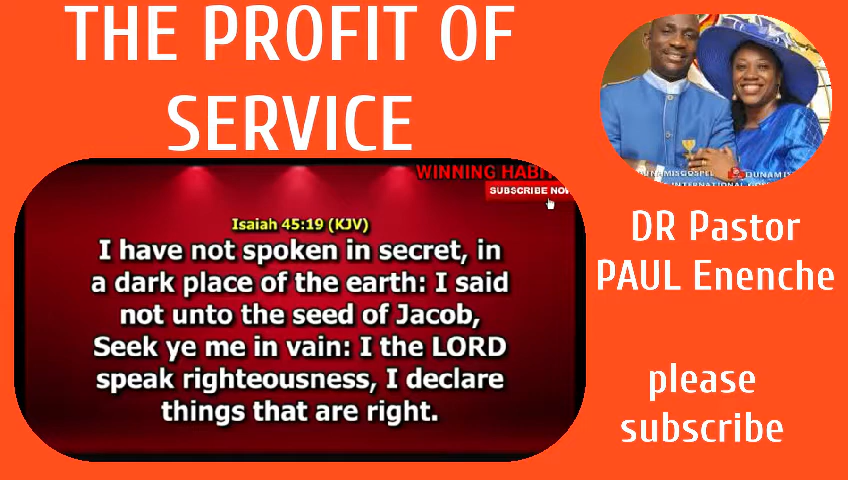 THE PROFIT OF
SERVICE
WINNING
SUBSCRIBE NOW
Isaiah 45:19 (KJV)
I have not spoken in secret, in
a dark place of the earth: I said
not unto the seed of Jacob,
Seek ye me in vain: I the LORD
speak righteousness, I declare
things that are right.
DR Pastor
PAUL Enenche
please
subscribe